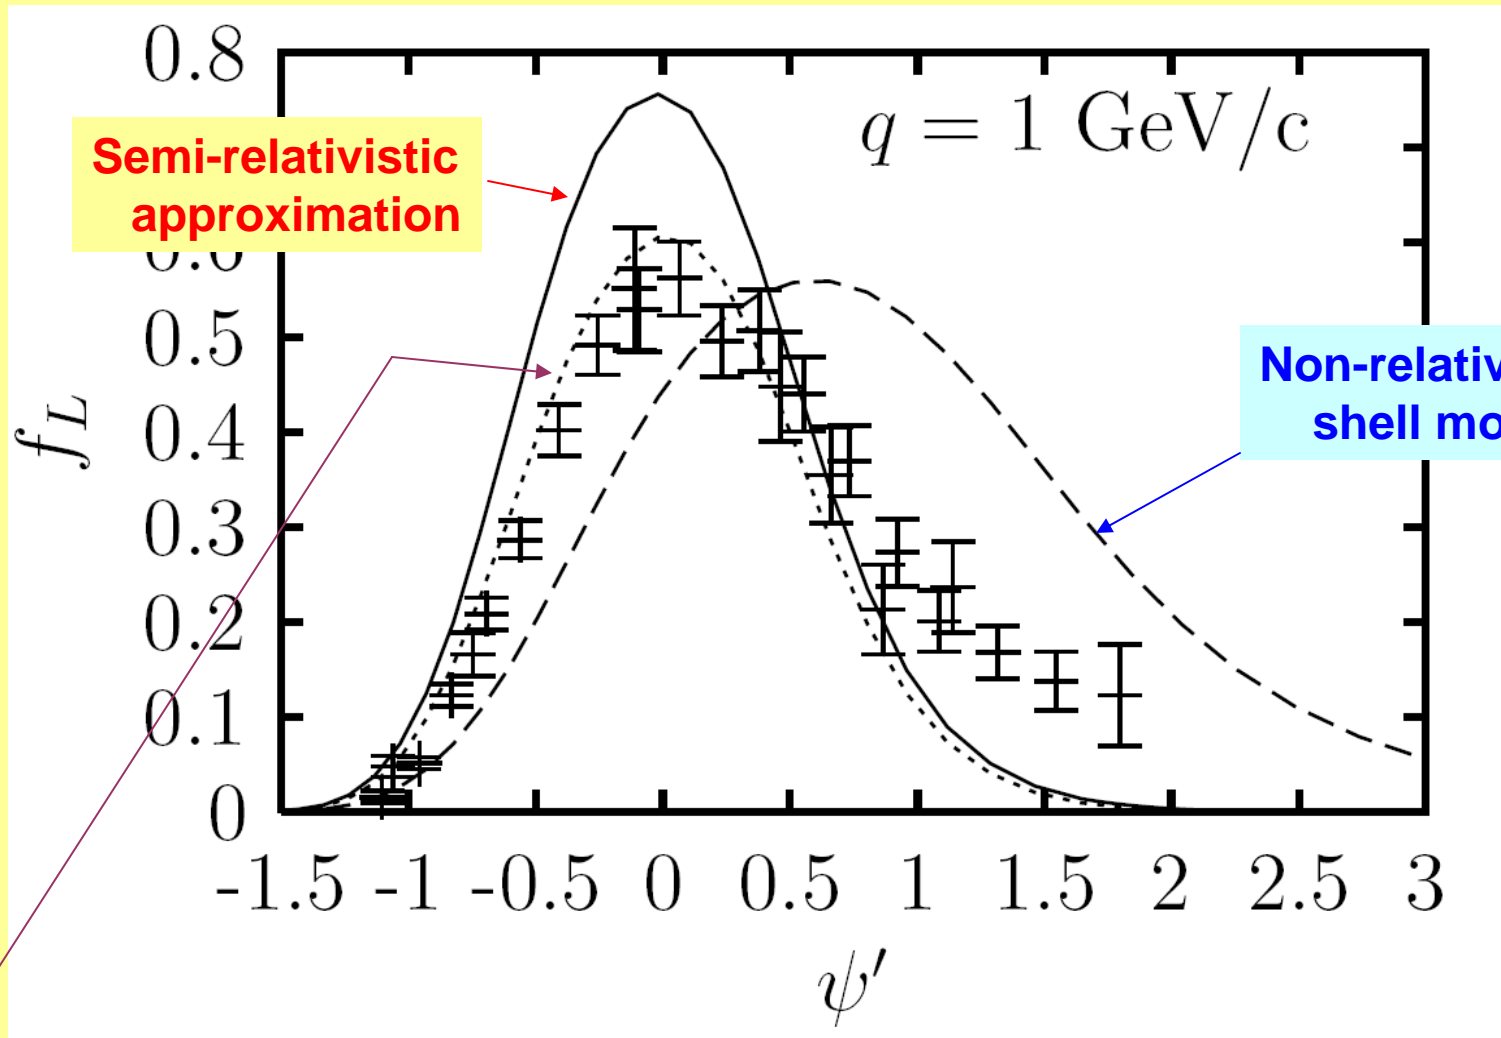 0.8
q = 1 GeV/c
Semi-relativistic
approximation
0.5
Non-relativ
shell mo
f_L
0.4
0.3
0.2
0.1
0
-1.5 -1 -0.5 0 0.5 1 1.5 2 2.5 3
ψ′